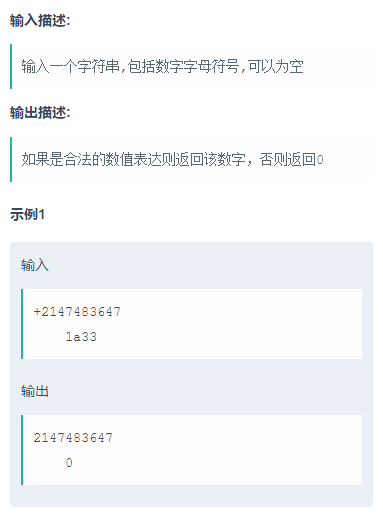 输入描述:
输入一个字符串,包括数字字母符号,可以为空
输出描述:
如果是合法的数值表达则返回该数字，否则返回0
示例1
输入
+2147483647
1a33
输出
2147483647
0